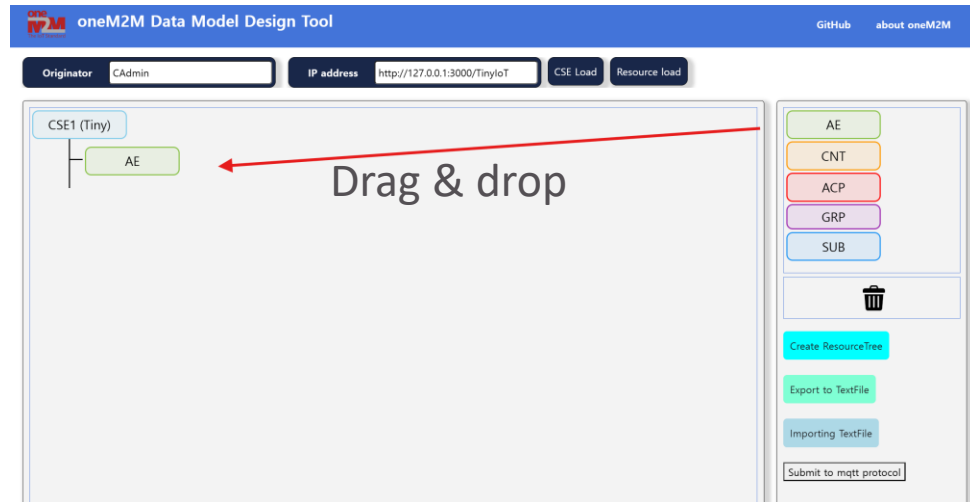 one
M2M
oneM2M Data Model Design Tool
GitHub
about oneM2M
Originator
CAdmin
IP address
http://127.0.0.1:3000/TinyIoT
CSE Load
Resource load
CSE1 (Tiny)
AE
Drag & drop
AE
CNT
ACP
GRP
SUB
Create ResourceTree
Export to TextFile
Importing TextFile
Submit to mqtt protocol